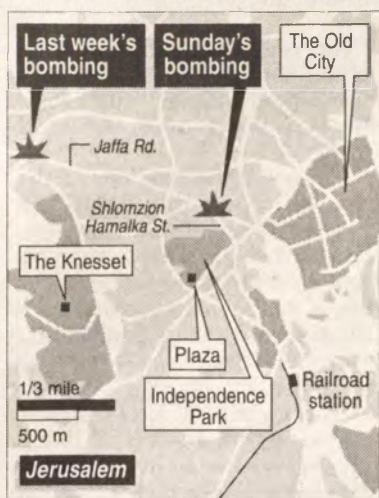 Last week's
bombing
Sunday's
bombing
The Old
City
Jaffa Rd.
Shlomzion
Hamalka St.
The Knesset
Plaza
Independence
Park
Railroad
station
1/3 mile
500 m
Jerusalem